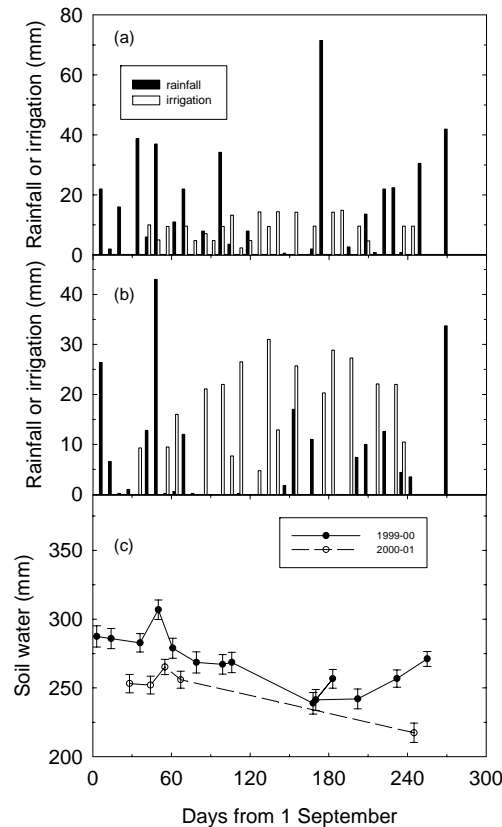 80
(a)
rainfall
irrigation
60
40
20
0
Rainfall or irrigation (mm)
(b)
40
30
20
10
0
Rainfall or irrigation (mm)
(c)
1999-00
2000-01
350
300
250
200
Soil water (mm)
0 60 120 180 240 300
Days from 1 September